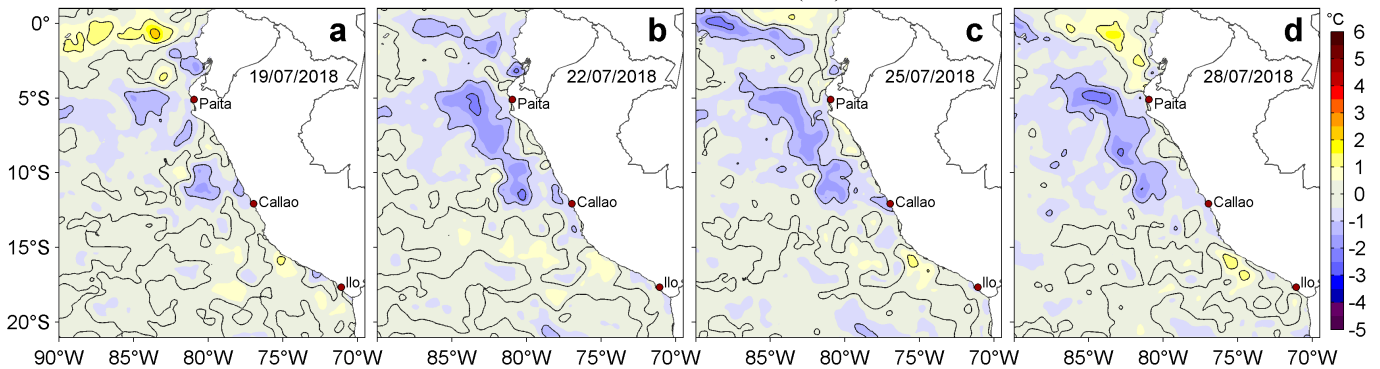 a
19/07/2018
Paita
Callao
Ilo
b
22/07/2018
Paita
Callao
Ilo
c
25/07/2018
Paita
Callao
Ilo
d
28/07/2018
Paita
Callao
Ilo
0°
5°S
10°S
15°S
20°S
90°W 85°W 80°W 75°W 70°W
85°W 80°W 75°W 70°W
85°W 80°W 75°W 70°W
85°W 80°W 75°W 70°W
°C
6
5
4
3
2
1
0
-1
-2
-3
-4
-5